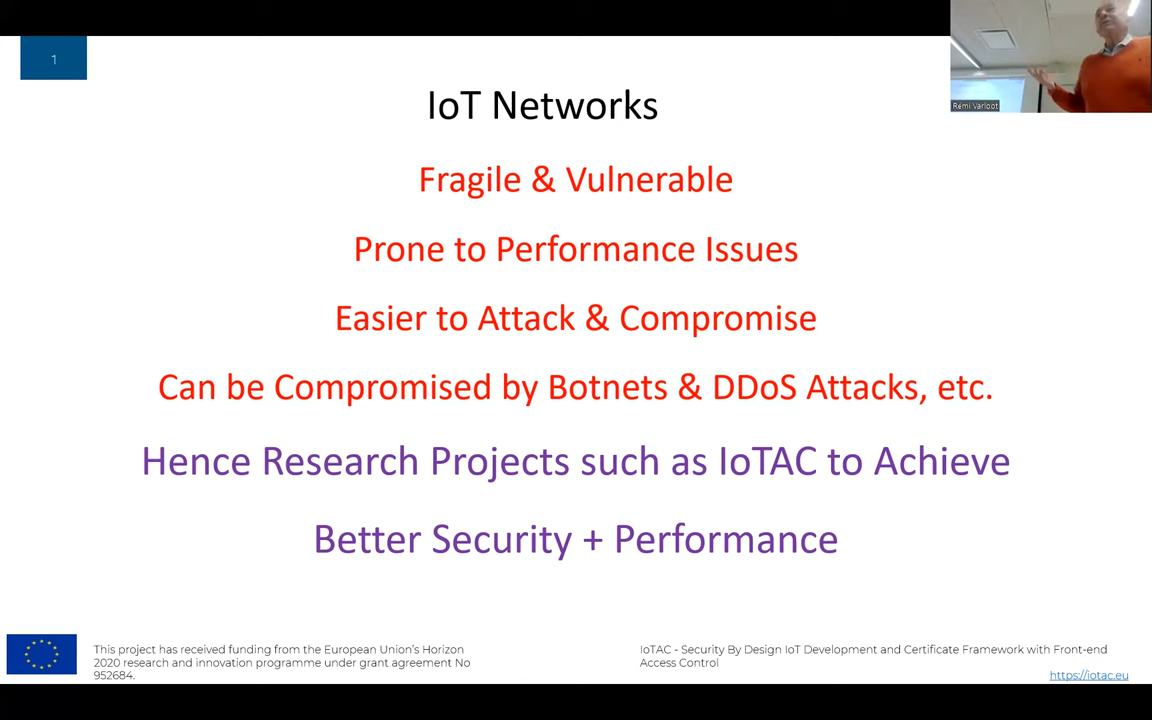 1
Rémi Varloot
IoT Networks
Fragile & Vulnerable
Prone to Performance Issues
Easier to Attack & Compromise
Can be Compromised by Botnets & DDoS Attacks, etc.
Hence Research Projects such as IoTAC to Achieve
Better Security + Performance
This project has received funding from the European Union’s Horizon
2020 research and innovation programme under grant agreement No
952684.
IoTAC - Security By Design IoT Development and Certificate Framework with Front-end
Access Control
https://iotac.eu